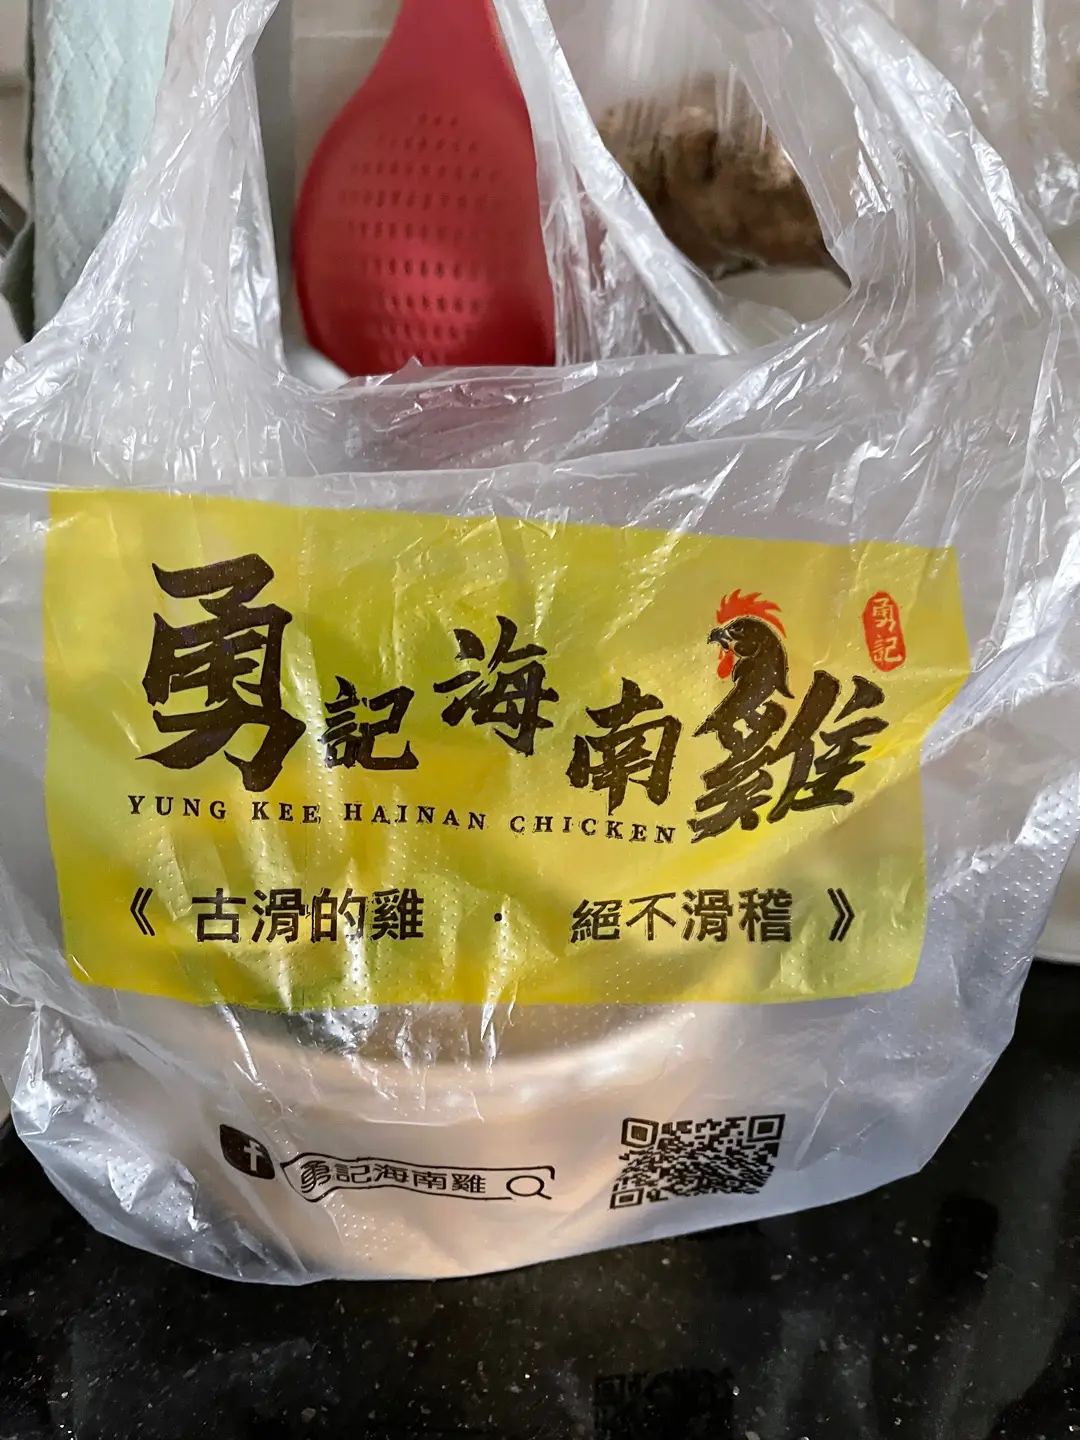 勇記海南雞
勇記
YUNG KEE HAINAN CHICKEN
《 古滑的雞 · 絕不滑稽 》
f 勇記海南雞